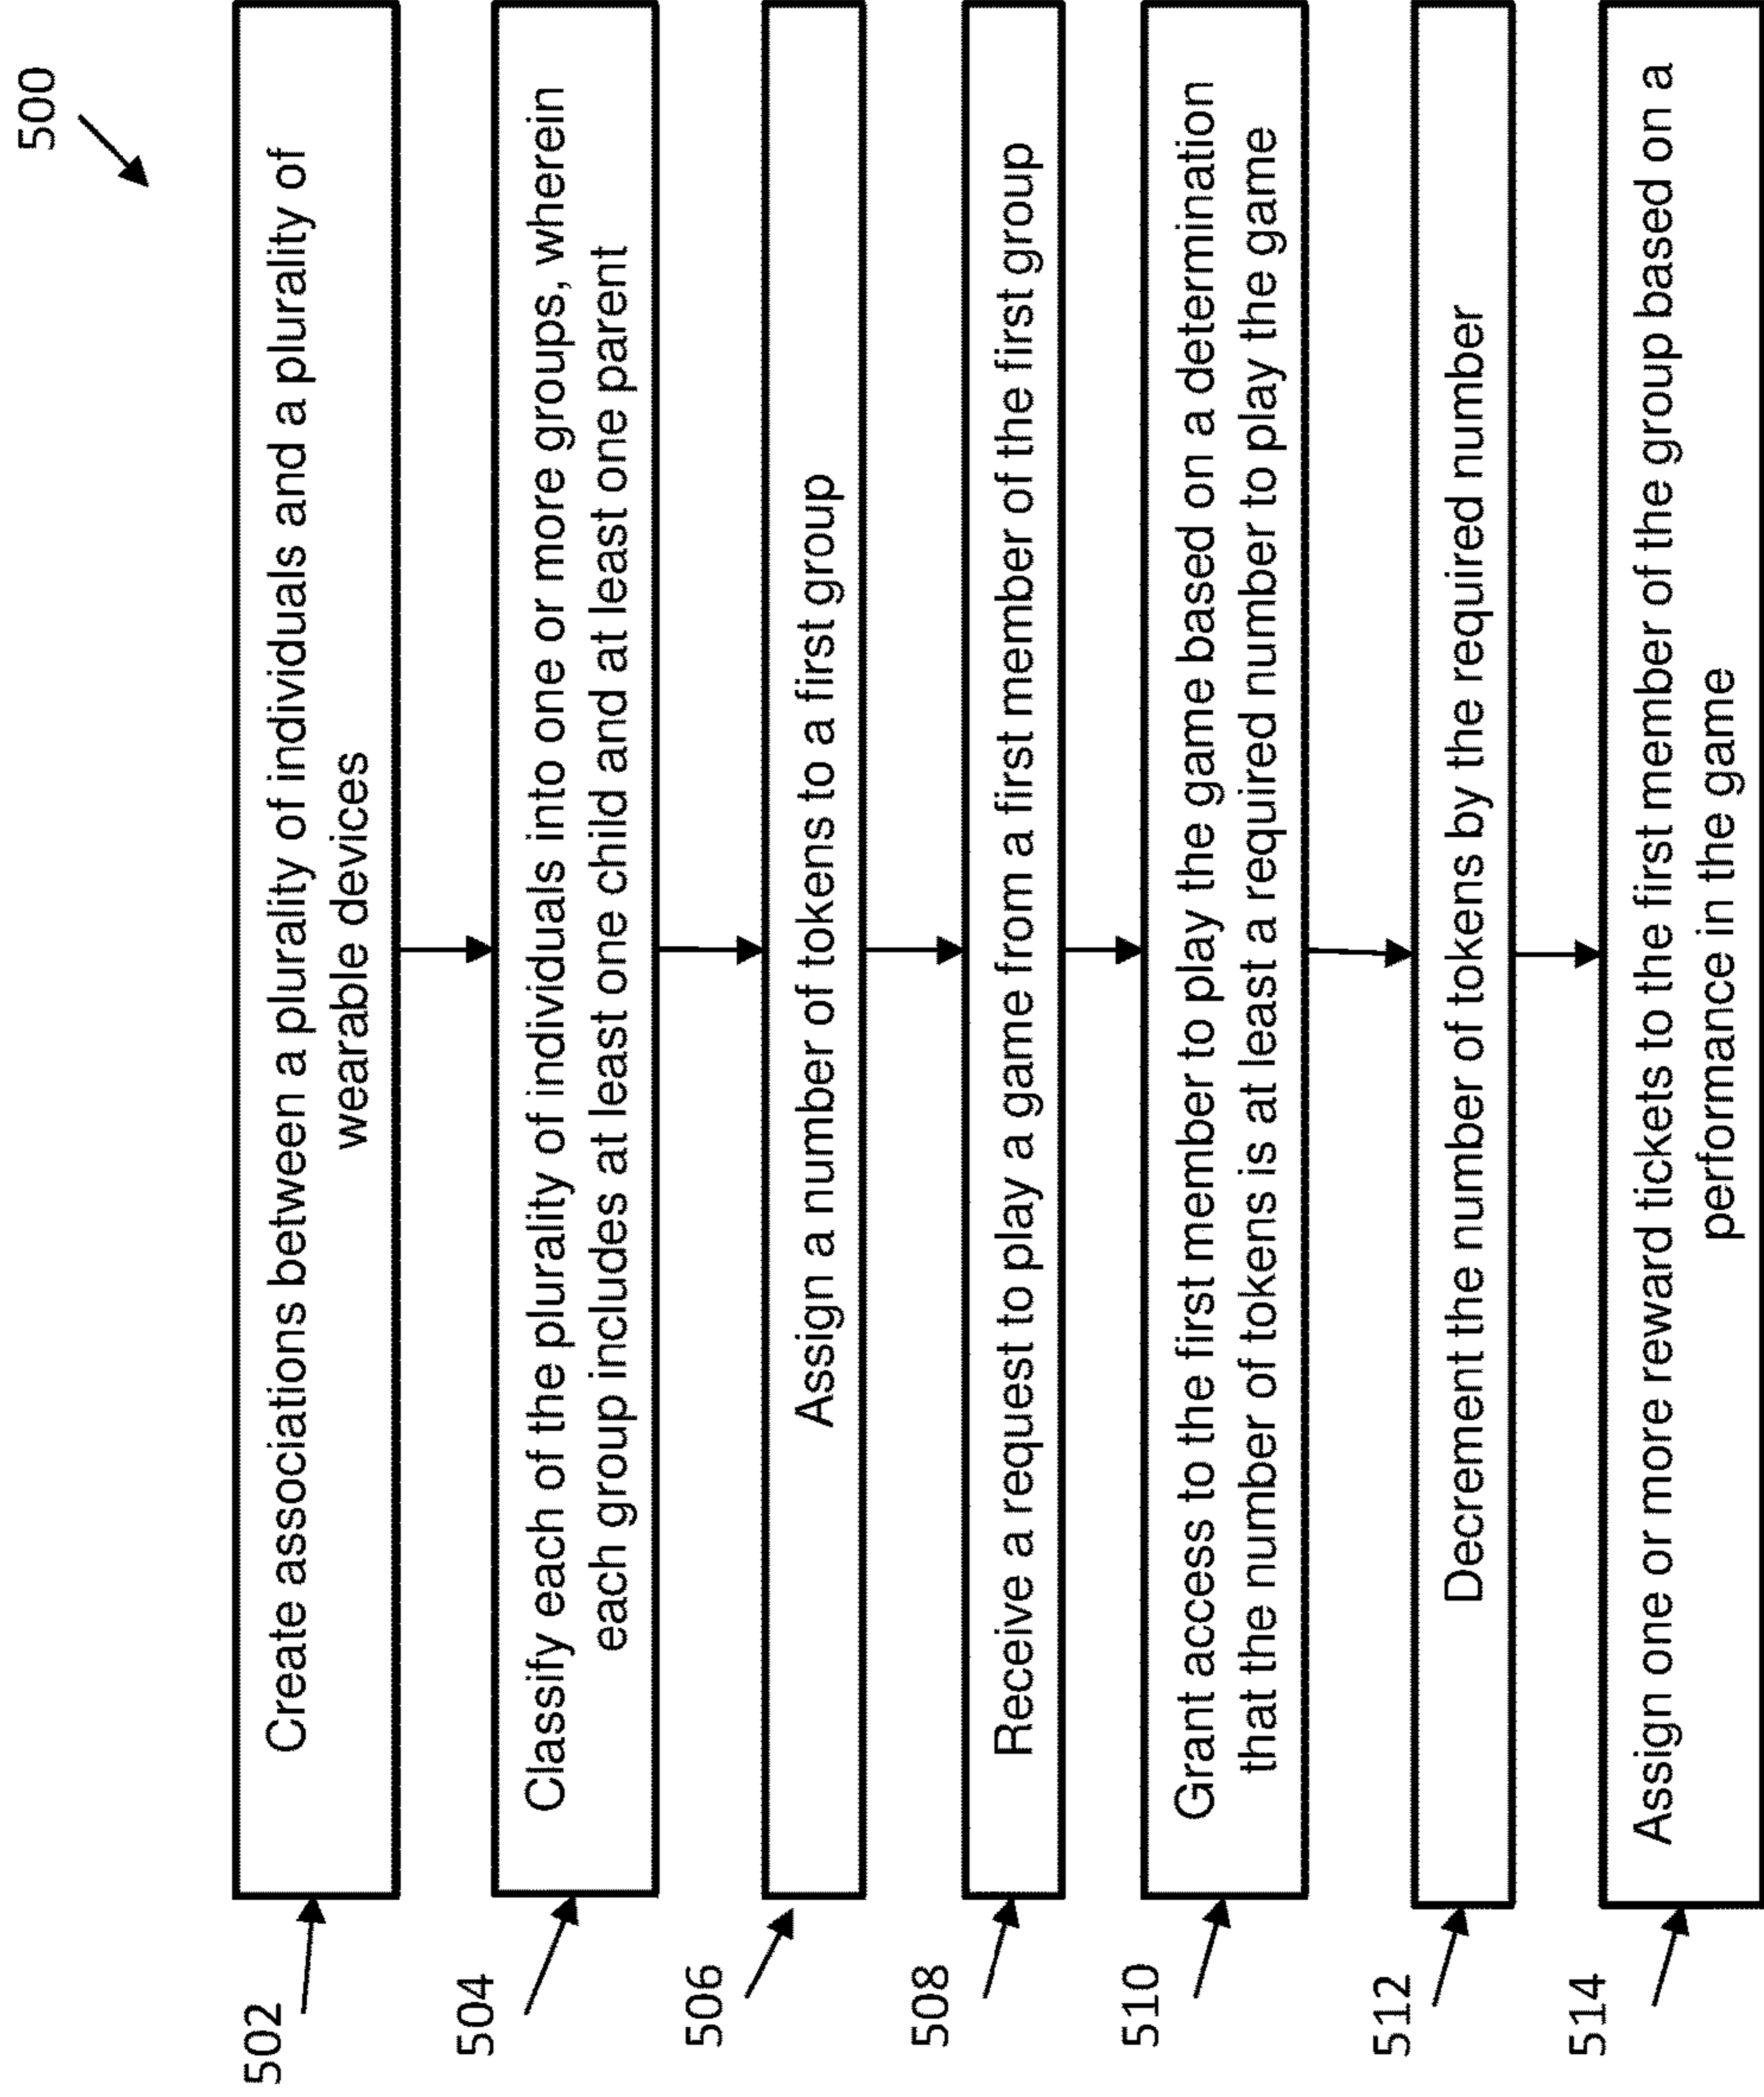 500
502
Create associations between a plurality of individuals and a plurality of
wearable devices
504
Classify each of the plurality of individuals into one or more groups, wherein
each group includes at least one child and at least one parent
506
Assign a number of tokens to a first group
508
Receive a request to play a game from a first member of the first group
510
Grant access to the first member to play the game based on a determination
that the number of tokens is at least a required number to play the game
512
Decrement the number of tokens by the required number
514
Assign one or more reward tickets to the first member of the group based on a
performance in the game